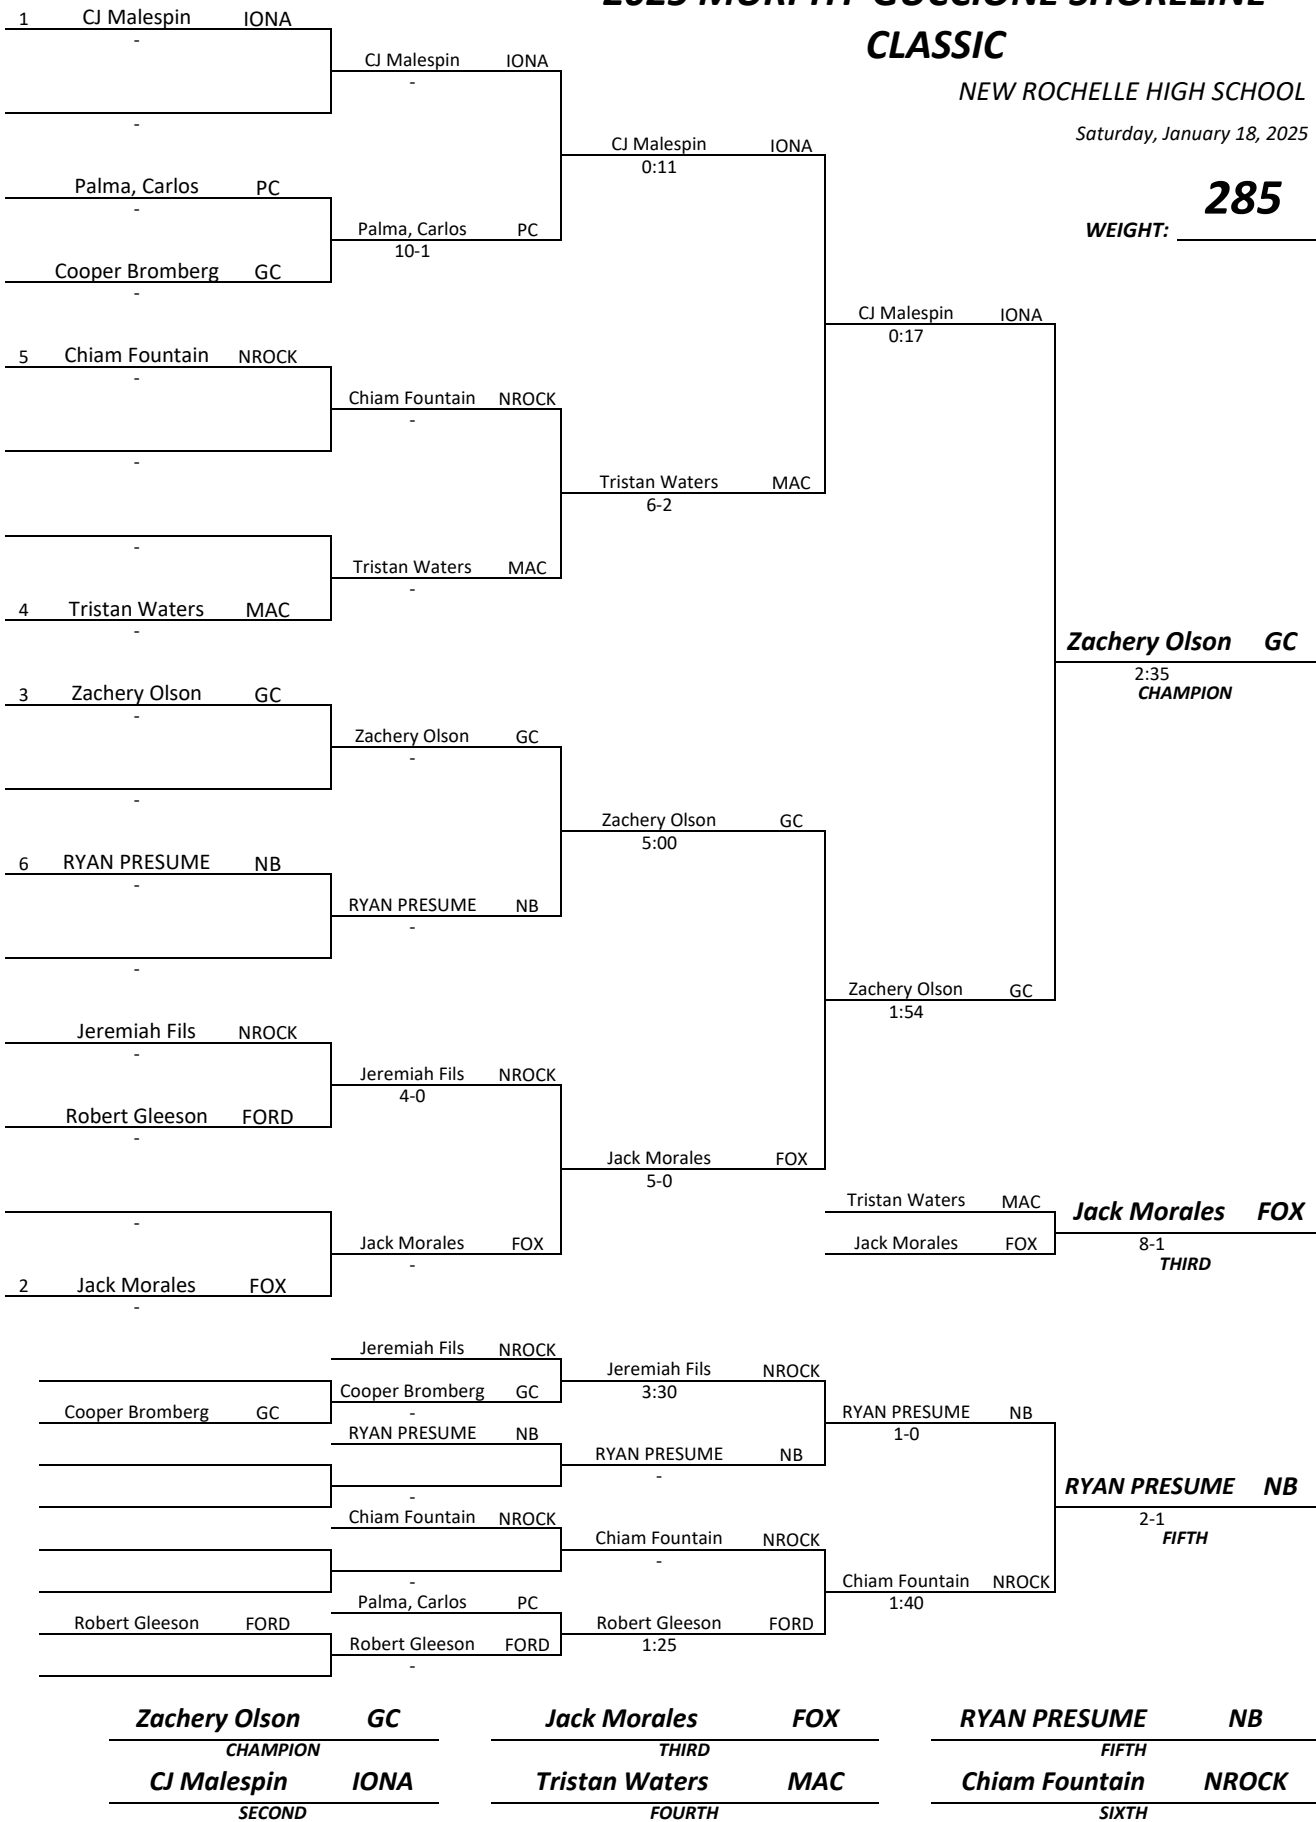 2025 MURPHY-GUCCIONE SHORELINE
CLASSIC
NEW ROCHELLE HIGH SCHOOL
Saturday, January 18, 2025
WEIGHT: 285
1 CJ Malespin IONA
-
-
Palma, Carlos PC
-
Cooper Bromberg GC
-
5 Chiam Fountain NROCK
-
-
-
4 Tristan Waters MAC
-
3 Zachery Olson GC
-
-
6 RYAN PRESUME NB
-
-
Jeremiah Fils NROCK
-
Robert Gleeson FORD
-
-
2 Jack Morales FOX
-
CJ Malespin IONA
-
Palma, Carlos PC
10-1
Chiam Fountain NROCK
-
Tristan Waters MAC
-
Zachery Olson GC
-
RYAN PRESUME NB
-
Jeremiah Fils NROCK
4-0
Jack Morales FOX
-
CJ Malespin IONA
0:11
Tristan Waters MAC
6-2
Zachery Olson GC
5:00
Jack Morales FOX
5-0
CJ Malespin IONA
0:17
Zachery Olson GC
1:54
Zachery Olson GC
2:35
CHAMPION
Tristan Waters MAC
Jack Morales FOX
Jack Morales FOX
8-1
THIRD
Cooper Bromberg GC
Robert Gleeson FORD
Jeremiah Fils NROCK
Cooper Bromberg GC
-
RYAN PRESUME NB
-
Chiam Fountain NROCK
-
Palma, Carlos PC
Robert Gleeson FORD
-
Jeremiah Fils NROCK
3:30
RYAN PRESUME NB
-
Chiam Fountain NROCK
-
Robert Gleeson FORD
1:25
RYAN PRESUME NB
1-0
Chiam Fountain NROCK
1:40
RYAN PRESUME NB
2-1
FIFTH
Zachery Olson GC
CHAMPION
Jack Morales FOX
THIRD
RYAN PRESUME NB
FIFTH
CJ Malespin IONA
SECOND
Tristan Waters MAC
FOURTH
Chiam Fountain NROCK
SIXTH